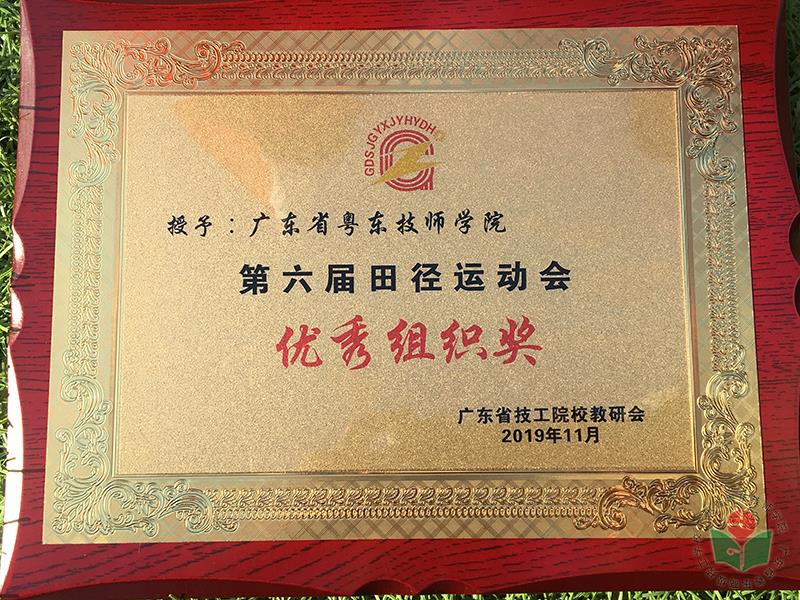 GDSJGYXJYHYDH
授予：广东省粤东技师学院
第六届田径运动会
优秀组织奖
广东省技工院校教研会
2019年11月